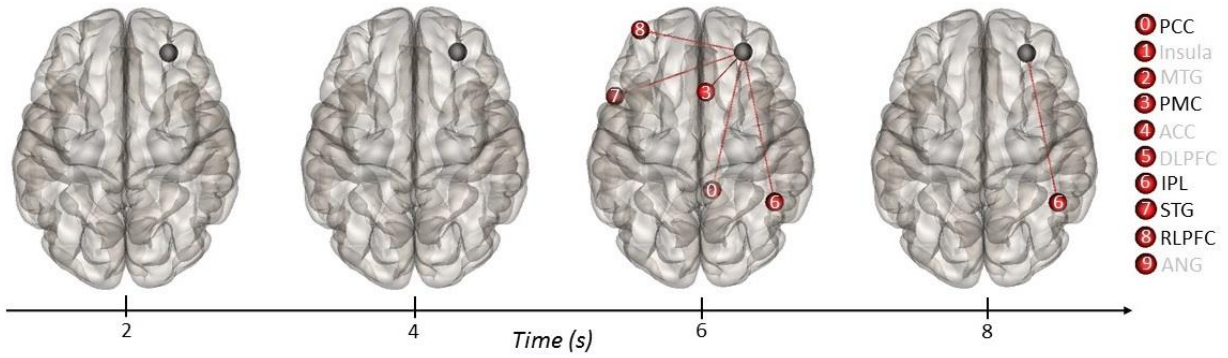 8
7
3
0
6
6
0 PCC
1 Insula
2 MTG
3 PMC
4 ACC
5 DLPFC
6 IPL
7 STG
8 RLPFC
9 ANG
2 4 6 8
Time (s)